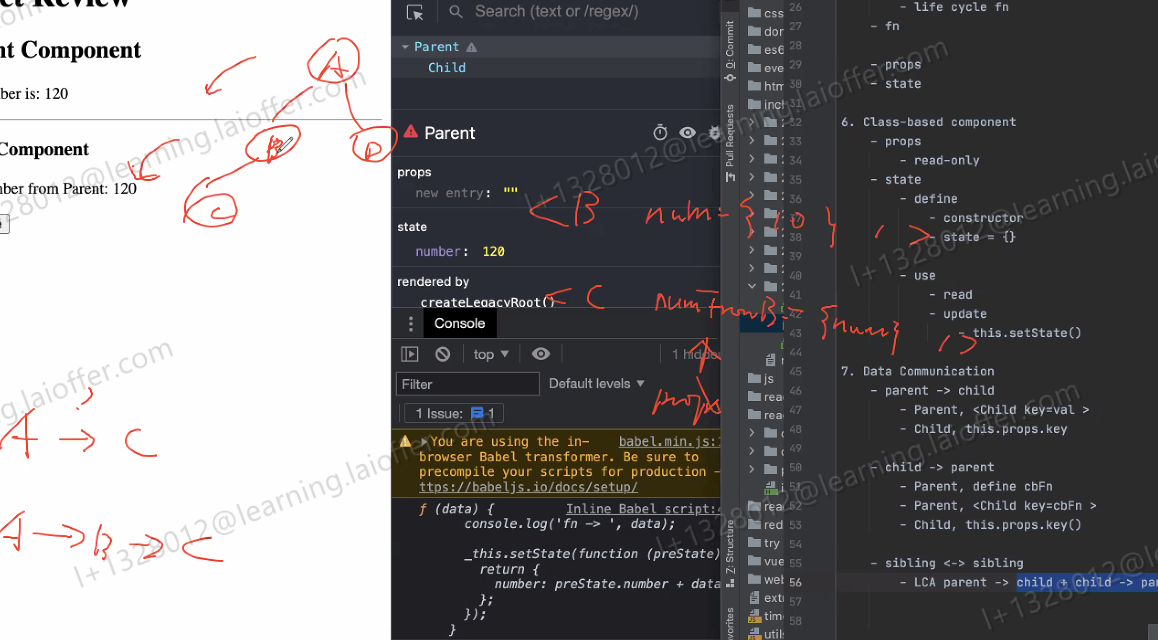 ct Review
nt Component
ber is: 120
Component
mber from Parent: 120
A
B
D
C
A -> C
?
A -> B -> C
Search (text or /regex/)
Parent
Child
Parent
props
new entry: ""
state
number: 120
rendered by
createLegacyRoot()
<B num={10} />
<C numFromB={num} />
props
Console
top
1 hidden
Filter
Default levels
1 Issue: 1
You are using the in- babel.min.js:1
browser Babel transformer. Be sure to
precompile your scripts for production -
ttps://babeljs.io/docs/setup/
ƒ (data) { Inline Babel script:4
console.log('fn -> ', data);
_this.setState(function (preState)
return {
number: preState.number + data
};
});
}
0: Commit
Pull Requests
Z: Structure
css
dor
es6
eve
htm
incl
js
rea
rea
rea
red
try
vue
web
extr
time
utils
26 - life cycle fn
27 - fn
28
29 - props
30 - state
31
32 6. Class-based component
33 - props
34 - read-only
35 - state
36 - define
37 - constructor
38 - state = {}
39
40 - use
41 - read
42 - update
43 - this.setState()
44
45 7. Data Communication
46 - parent -> child
47 - Parent, <Child key=val >
48 - Child, this.props.key
49
50 - child -> parent
51 - Parent, define cbFn
52 - Parent, <Child key=cbFn >
53 - Child, this.props.key()
54
55 - sibling <-> sibling
56 - LCA parent -> child + child -> par
57
58
l+1328012@learning.laioffer.com